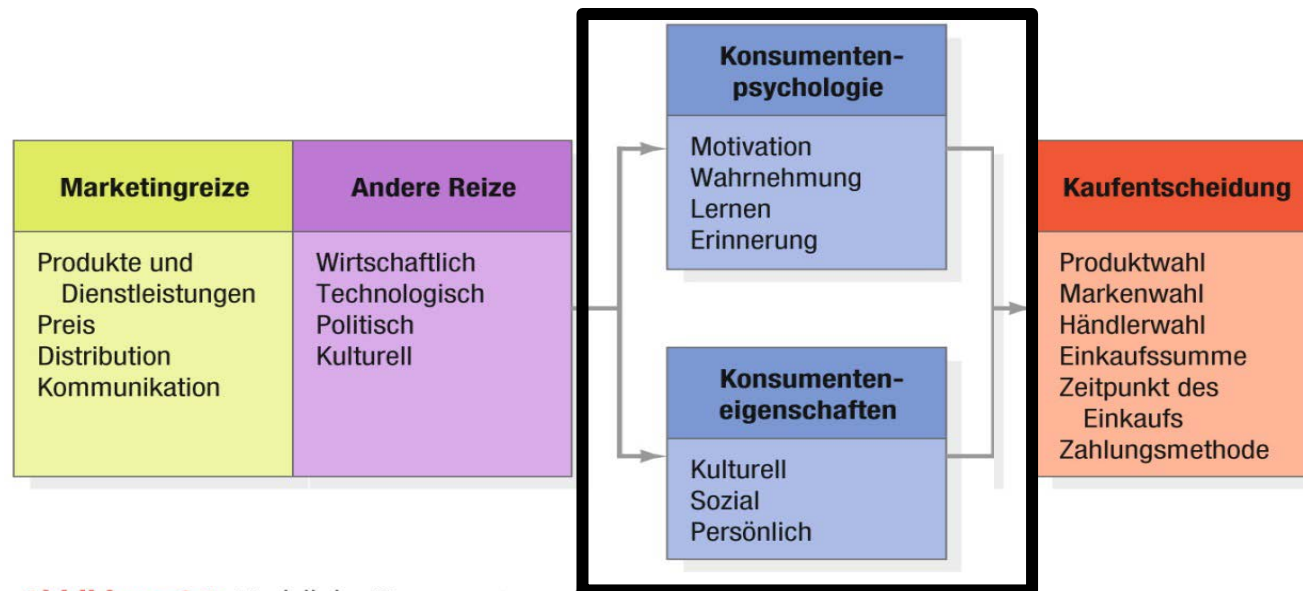 Marketingreize
Produkte und
Dienstleistungen
Preis
Distribution
Kommunikation
Andere Reize
Wirtschaftlich
Technologisch
Politisch
Kulturell
Konsumenten-
psychologie
Motivation
Wahrnehmung
Lernen
Erinnerung
Konsumenten-
eigenschaften
Kulturell
Sozial
Persönlich
Kaufentscheidung
Produktwahl
Markenwahl
Händlerwahl
Einkaufssumme
Zeitpunkt des
Einkaufs
Zahlungsmethode